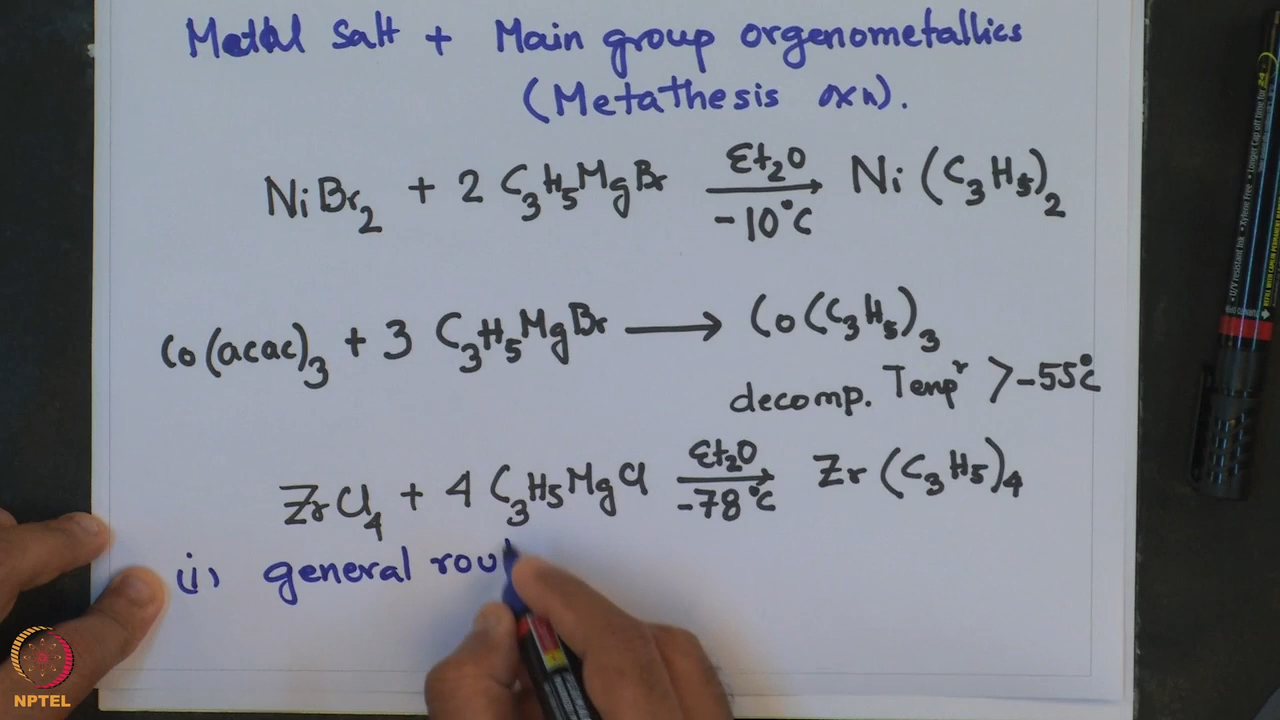 Metal Salt + Main group orgenometallics
(Metathesis rxn).
NiBr2 + 2 C3H5MgBr Et2O -10°C Ni(C3H5)2
Co(acac)3 + 3 C3H5MgBr ⟶ Co(C3H5)3
decomp. Tempr > -55°C
ZrCl4 + 4 C3H5MgCl Et2O -78°C Zr(C3H5)4
(i) general rou
NPTEL